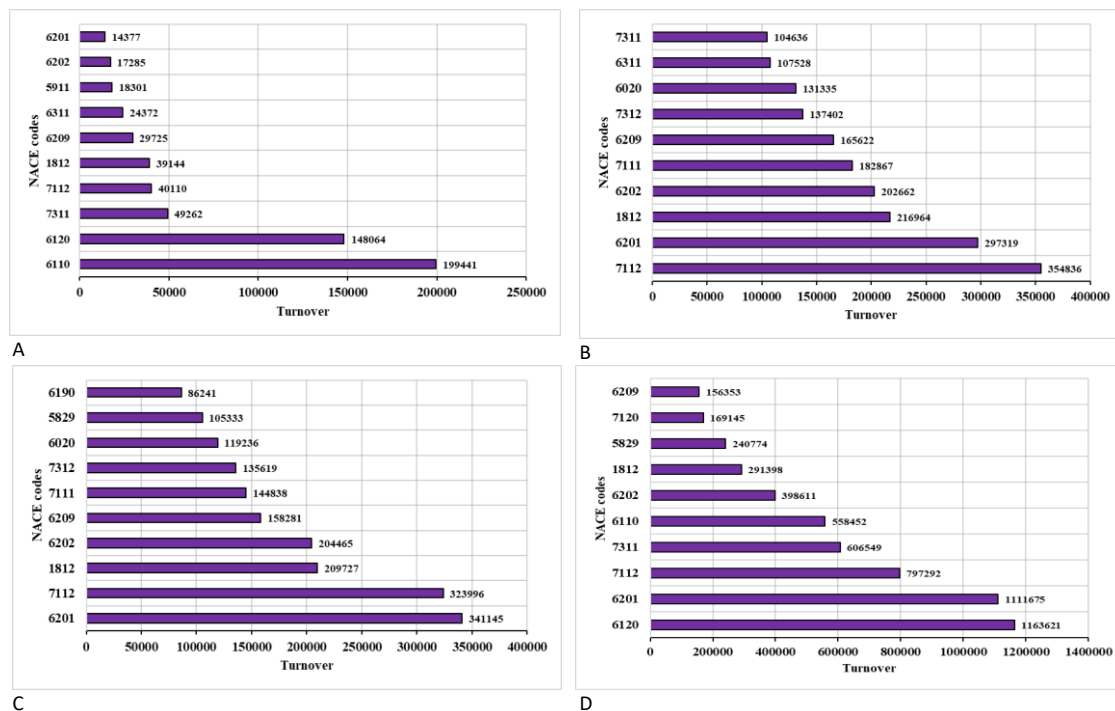 6201 14377
6202 17285
5911 18301
6311 24372
6209 29725
1812 39144
7112 40110
7311 49262
6120 148064
6110 199441
NACE codes
0 50000 100000 150000 200000 250000
Turnover
A
7311 104636
6311 107528
6020 131335
7312 137402
6209 165622
7111 182867
6202 202662
1812 216964
6201 297319
7112 354836
NACE codes
0 50000 100000 150000 200000 250000 300000 350000 400000
Turnover
B
6190 86241
5829 105333
6020 119236
7312 135619
7111 144838
6209 158281
6202 204465
1812 209727
7112 323996
6201 341145
NACE codes
0 50000 100000 150000 200000 250000 300000 350000 400000
Turnover
C
6209 156353
7120 169145
5829 240774
1812 291398
6202 398611
6110 558452
7311 606549
7112 797292
6201 1111675
6120 1163621
NACE codes
0 200000 400000 600000 800000 1000000 1200000 1400000
Turnover
D